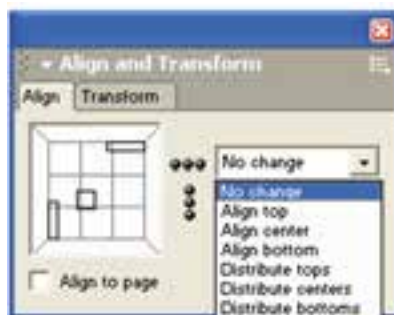 Align and Transform
Align Transform
No change
No change
Align top
Align center
Align bottom
Distribute tops
Align to page
Distribute centers
Distribute bottoms